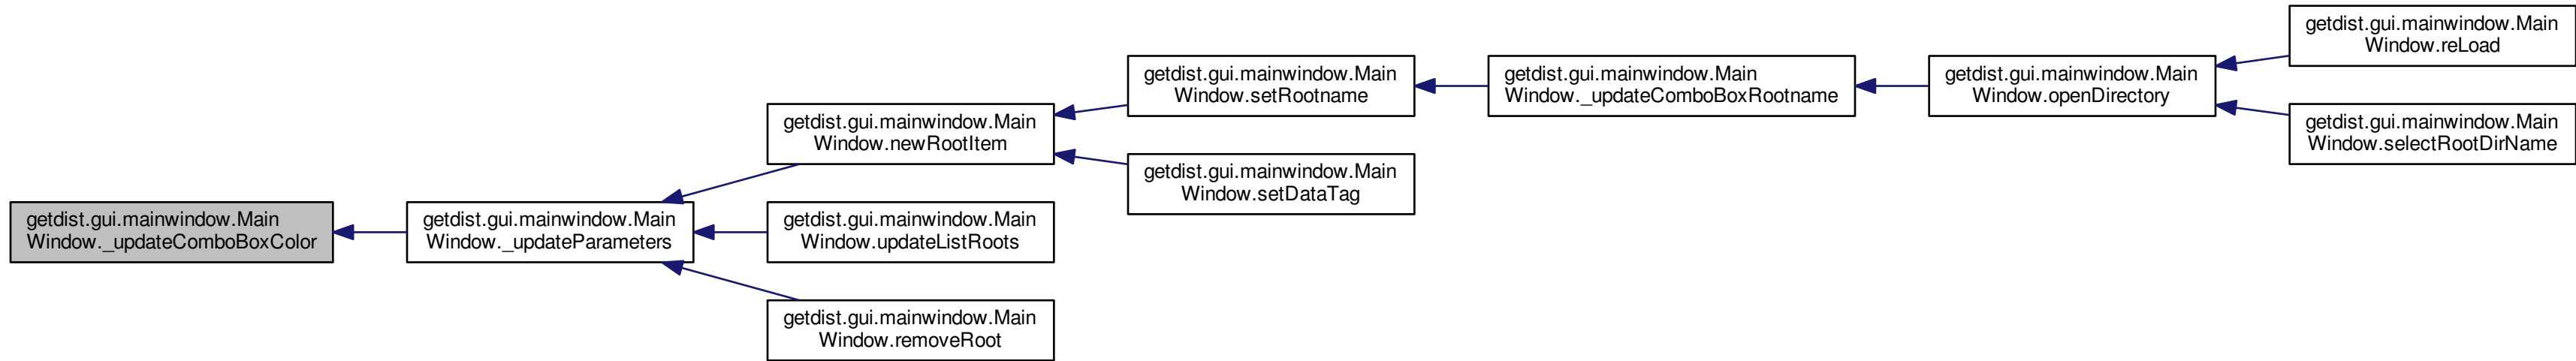 getdist.gui.mainwindow.Main
Window._updateComboBoxColor
getdist.gui.mainwindow.Main
Window._updateParameters
getdist.gui.mainwindow.Main
Window.newRootItem
getdist.gui.mainwindow.Main
Window.updateListRoots
getdist.gui.mainwindow.Main
Window.removeRoot
getdist.gui.mainwindow.Main
Window.setRootname
getdist.gui.mainwindow.Main
Window.setDataTag
getdist.gui.mainwindow.Main
Window._updateComboBoxRootname
getdist.gui.mainwindow.Main
Window.openDirectory
getdist.gui.mainwindow.Main
Window.reLoad
getdist.gui.mainwindow.Main
Window.selectRootDirName